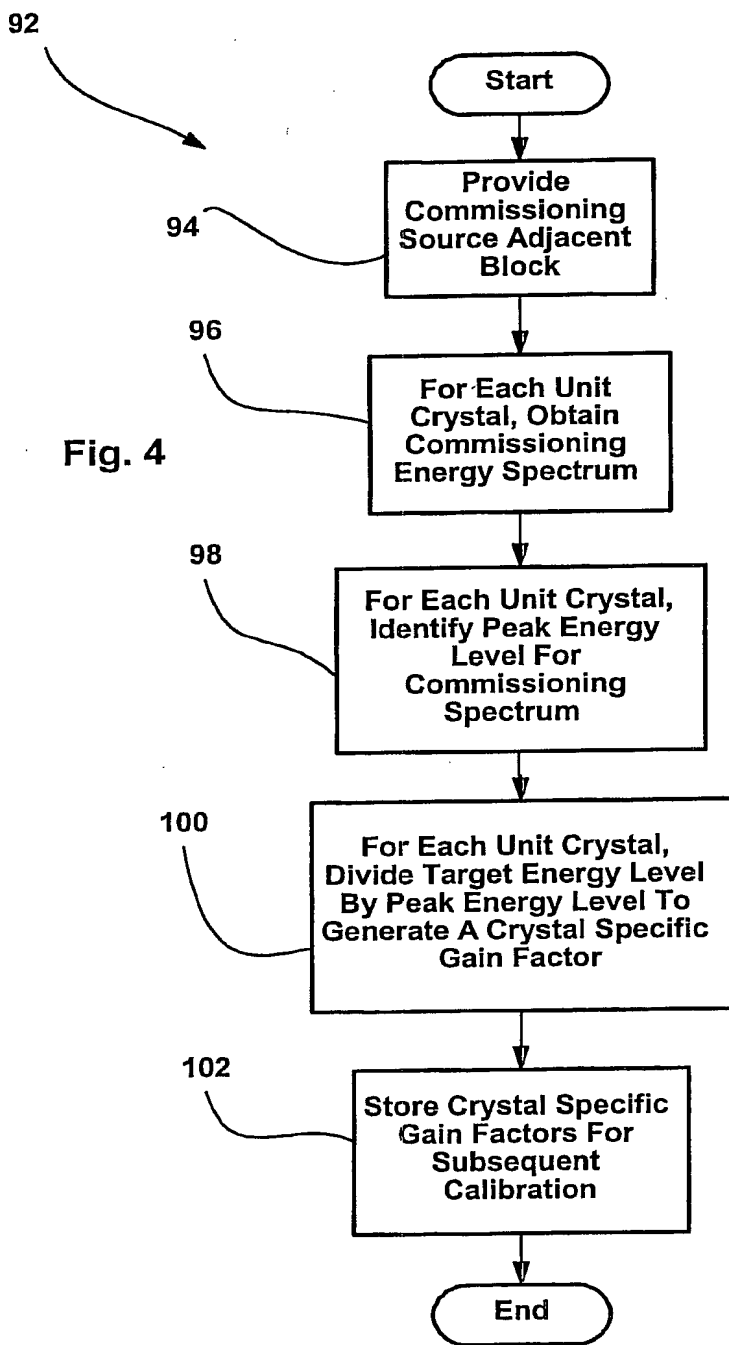 92
Start
Provide
Commissioning
Source Adjacent
Block
94
96
For Each Unit
Crystal, Obtain
Commissioning
Energy Spectrum
Fig. 4
98
For Each Unit Crystal,
Identify Peak Energy
Level For
Commissioning
Spectrum
100
For Each Unit Crystal,
Divide Target Energy Level
By Peak Energy Level To
Generate A Crystal Specific
Gain Factor
102
Store Crystal Specific
Gain Factors For
Subsequent
Calibration
End